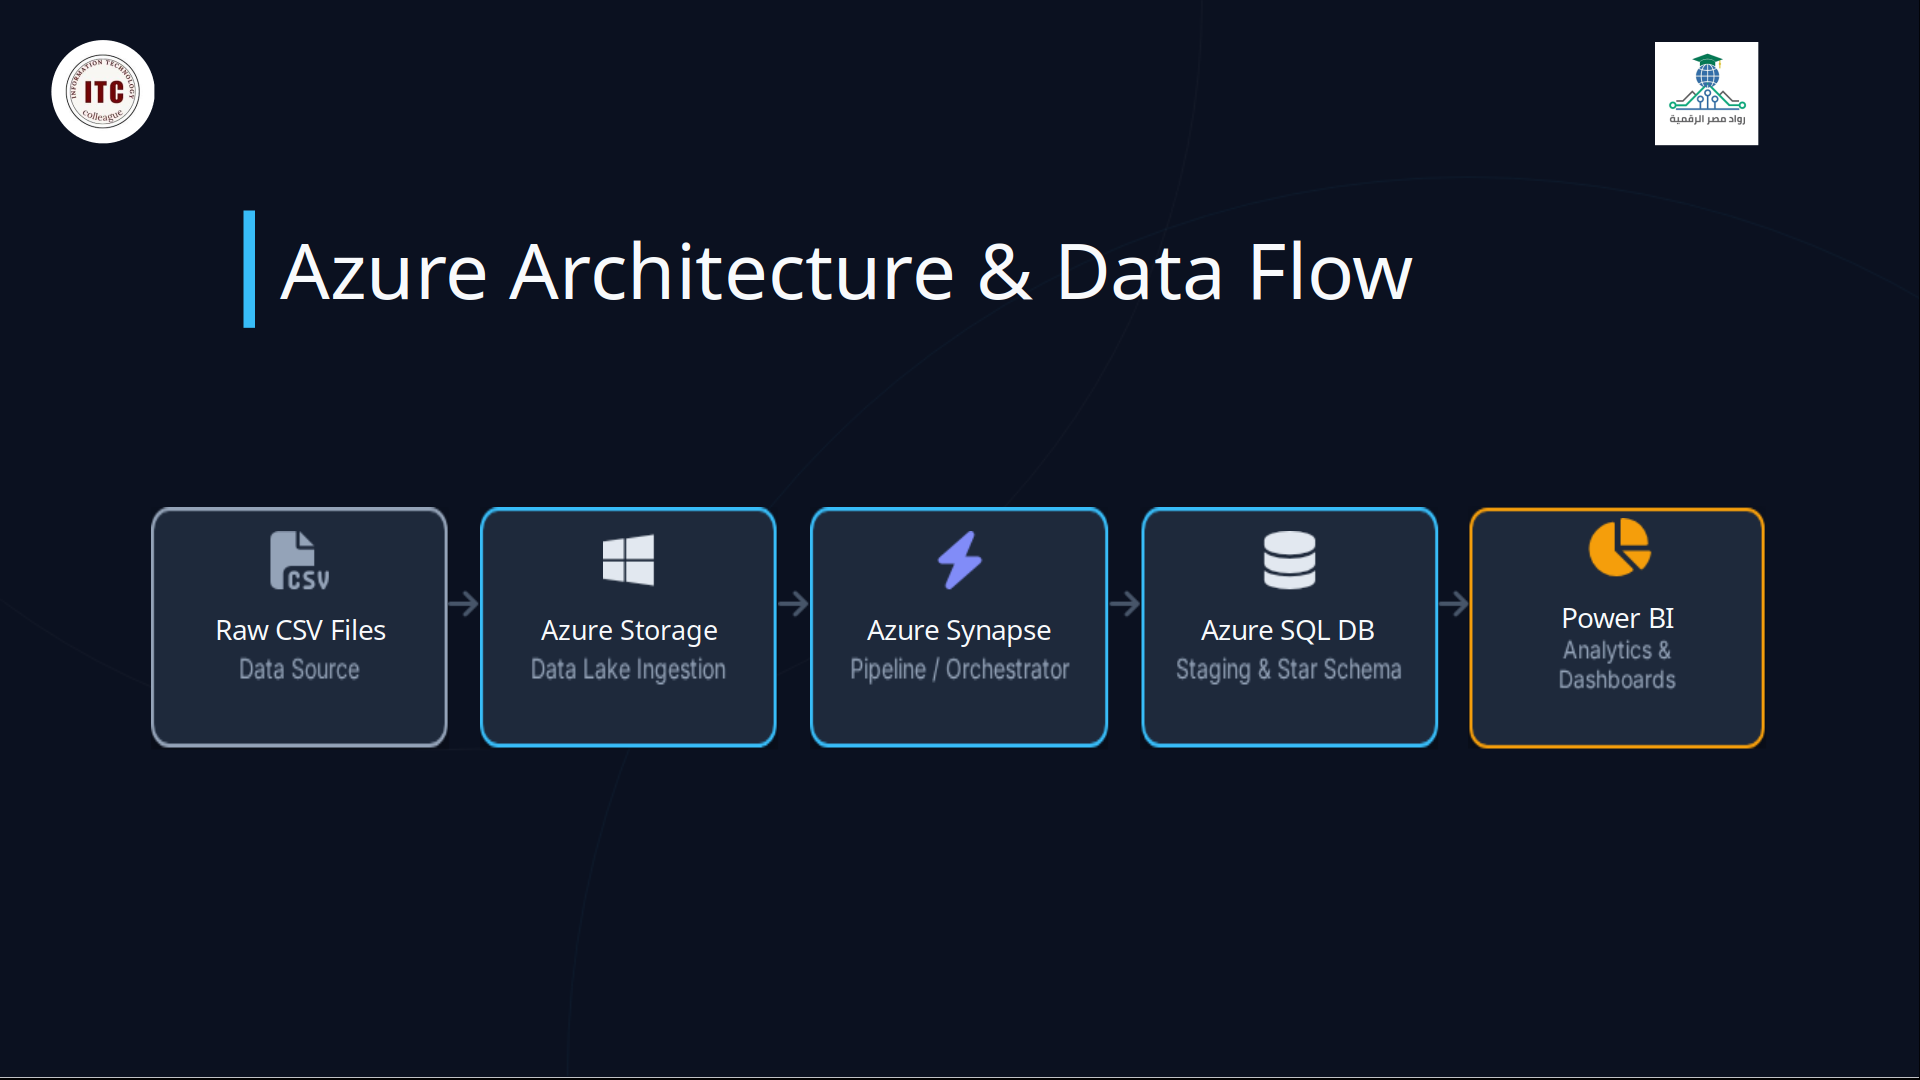 INFORMATION TECHNOLOGY
ITC
colleague
رواد مصر الرقمية
Azure Architecture & Data Flow
CSV
Raw CSV Files
Data Source
Azure Storage
Data Lake Ingestion
Azure Synapse
Pipeline / Orchestrator
Azure SQL DB
Staging & Star Schema
Power BI
Analytics &
Dashboards